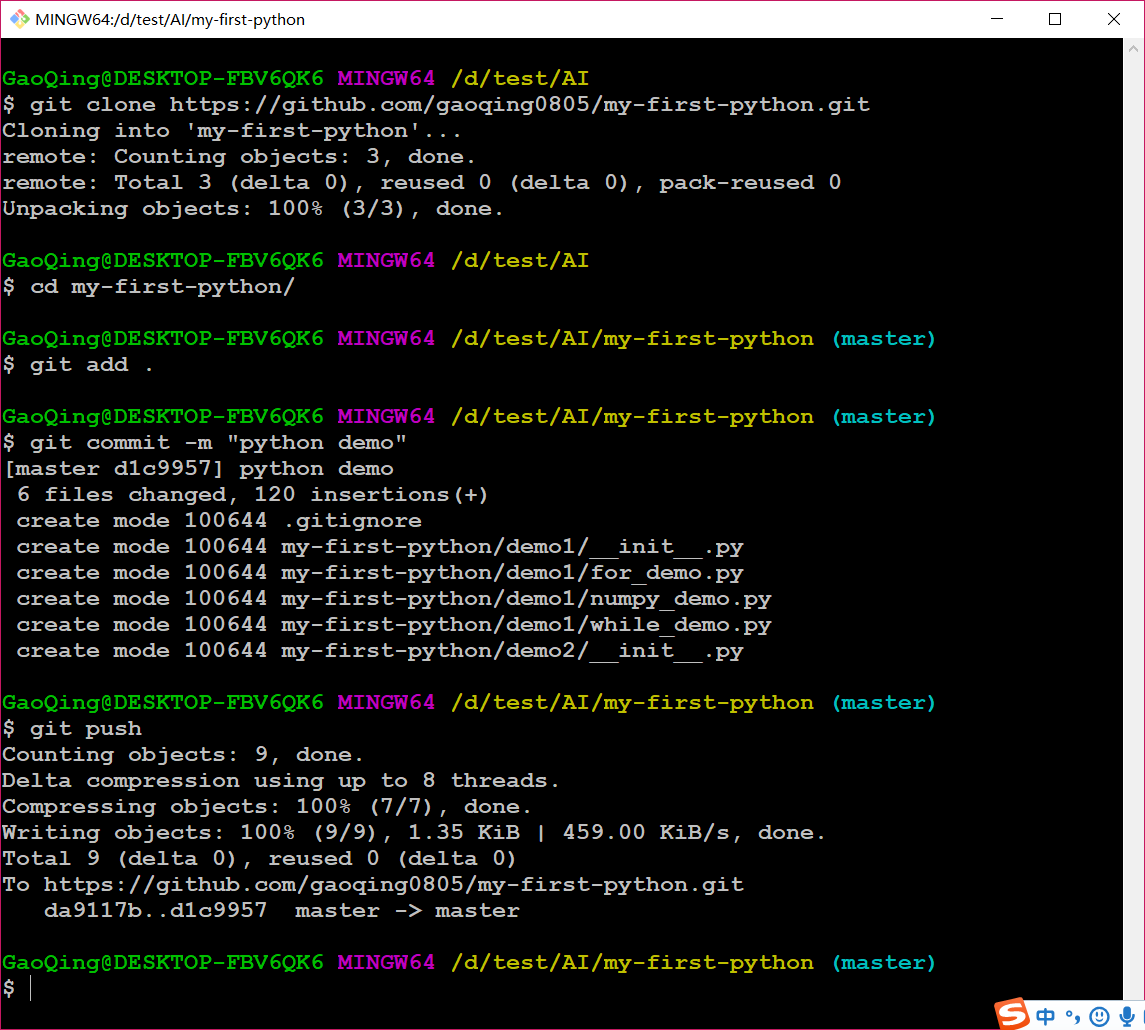 MINGW64:/d/test/AI/my-first-python
GaoQing@DESKTOP-FBV6QK6 MINGW64 /d/test/AI
$ git clone https://github.com/gaoqing0805/my-first-python.git
Cloning into 'my-first-python'...
remote: Counting objects: 3, done.
remote: Total 3 (delta 0), reused 0 (delta 0), pack-reused 0
Unpacking objects: 100% (3/3), done.
GaoQing@DESKTOP-FBV6QK6 MINGW64 /d/test/AI
$ cd my-first-python/
GaoQing@DESKTOP-FBV6QK6 MINGW64 /d/test/AI/my-first-python (master)
$ git add .
GaoQing@DESKTOP-FBV6QK6 MINGW64 /d/test/AI/my-first-python (master)
$ git commit -m "python demo"
[master d1c9957] python demo
 6 files changed, 120 insertions(+)
 create mode 100644 .gitignore
 create mode 100644 my-first-python/demo1/__init__.py
 create mode 100644 my-first-python/demo1/for_demo.py
 create mode 100644 my-first-python/demo1/numpy_demo.py
 create mode 100644 my-first-python/demo1/while_demo.py
 create mode 100644 my-first-python/demo2/__init__.py
GaoQing@DESKTOP-FBV6QK6 MINGW64 /d/test/AI/my-first-python (master)
$ git push
Counting objects: 9, done.
Delta compression using up to 8 threads.
Compressing objects: 100% (7/7), done.
Writing objects: 100% (9/9), 1.35 KiB | 459.00 KiB/s, done.
Total 9 (delta 0), reused 0 (delta 0)
To https://github.com/gaoqing0805/my-first-python.git
   da9117b..d1c9957  master -> master
GaoQing@DESKTOP-FBV6QK6 MINGW64 /d/test/AI/my-first-python (master)
$
S 中 °,